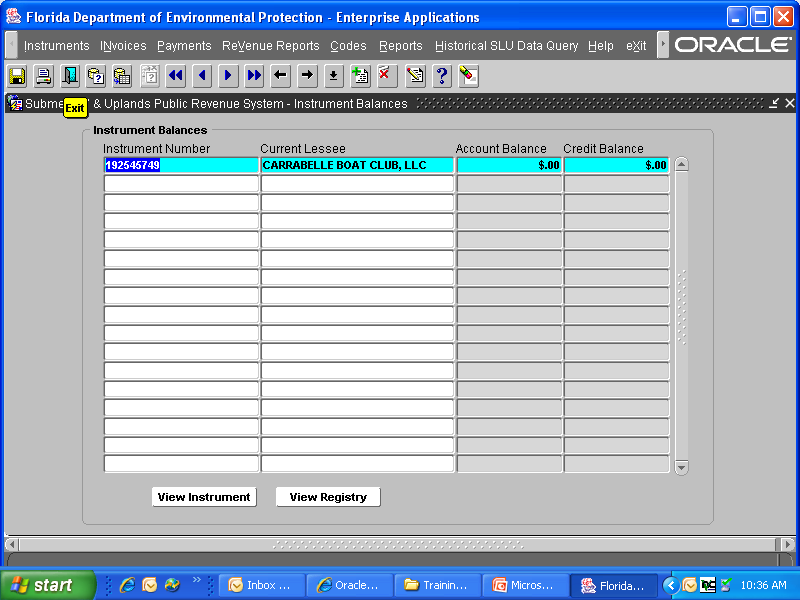 Florida Department of Environmental Protection - Enterprise Applications
Instruments INvoices Payments ReVenue Reports Codes Reports Historical SLU Data Query Help eXit ORACLE
Subme & Uplands Public Revenue System - Instrument Balances
Exit
Instrument Balances
Instrument Number Current Lessee Account Balance Credit Balance
192545749 CARRABELLE BOAT CLUB, LLC $.00 $.00
View Instrument View Registry
start Inbox ... Oracle... Trainin... Micros... Florida... 10:36 AM